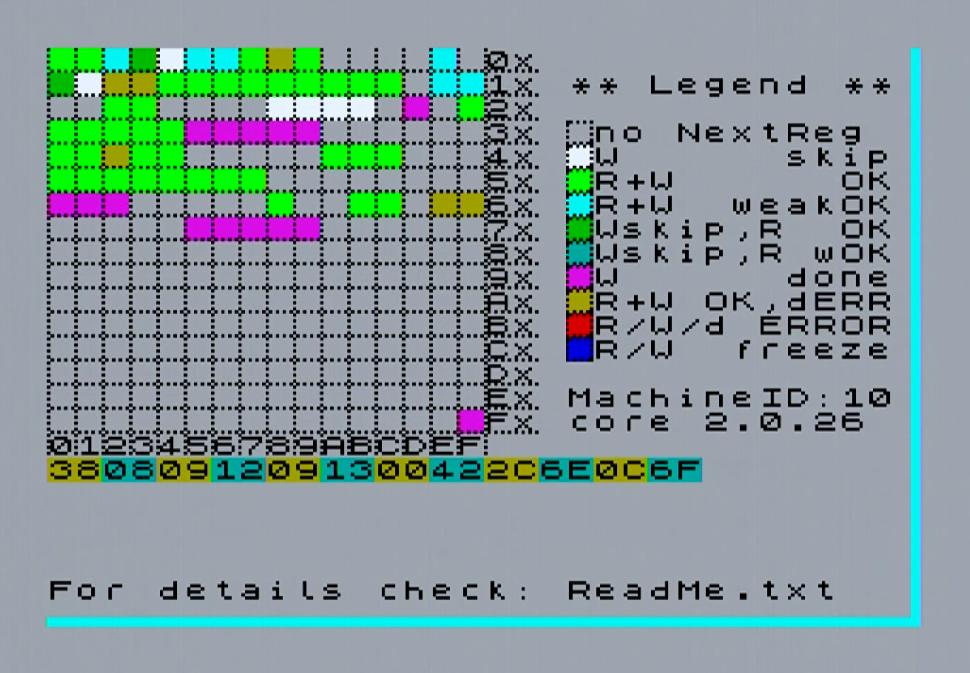 0x.
1x.
** Legend **
2x.
3x.
no NextReg
4x.
W skip
5x.
R+W OK
6x.
R+W weakOK
7x.
Wskip,R OK
8x.
Wskip,R wOK
9x.
W done
Ax.
R+W OK,dERR
Bx.
R/W/d ERROR
Cx.
R/W freeze
Dx.
Ex.
MachineID:10
Fx.
core 2.0.26
0123456789ABCDEF
38080912091300422C6E0C6F
For details check: ReadMe.txt